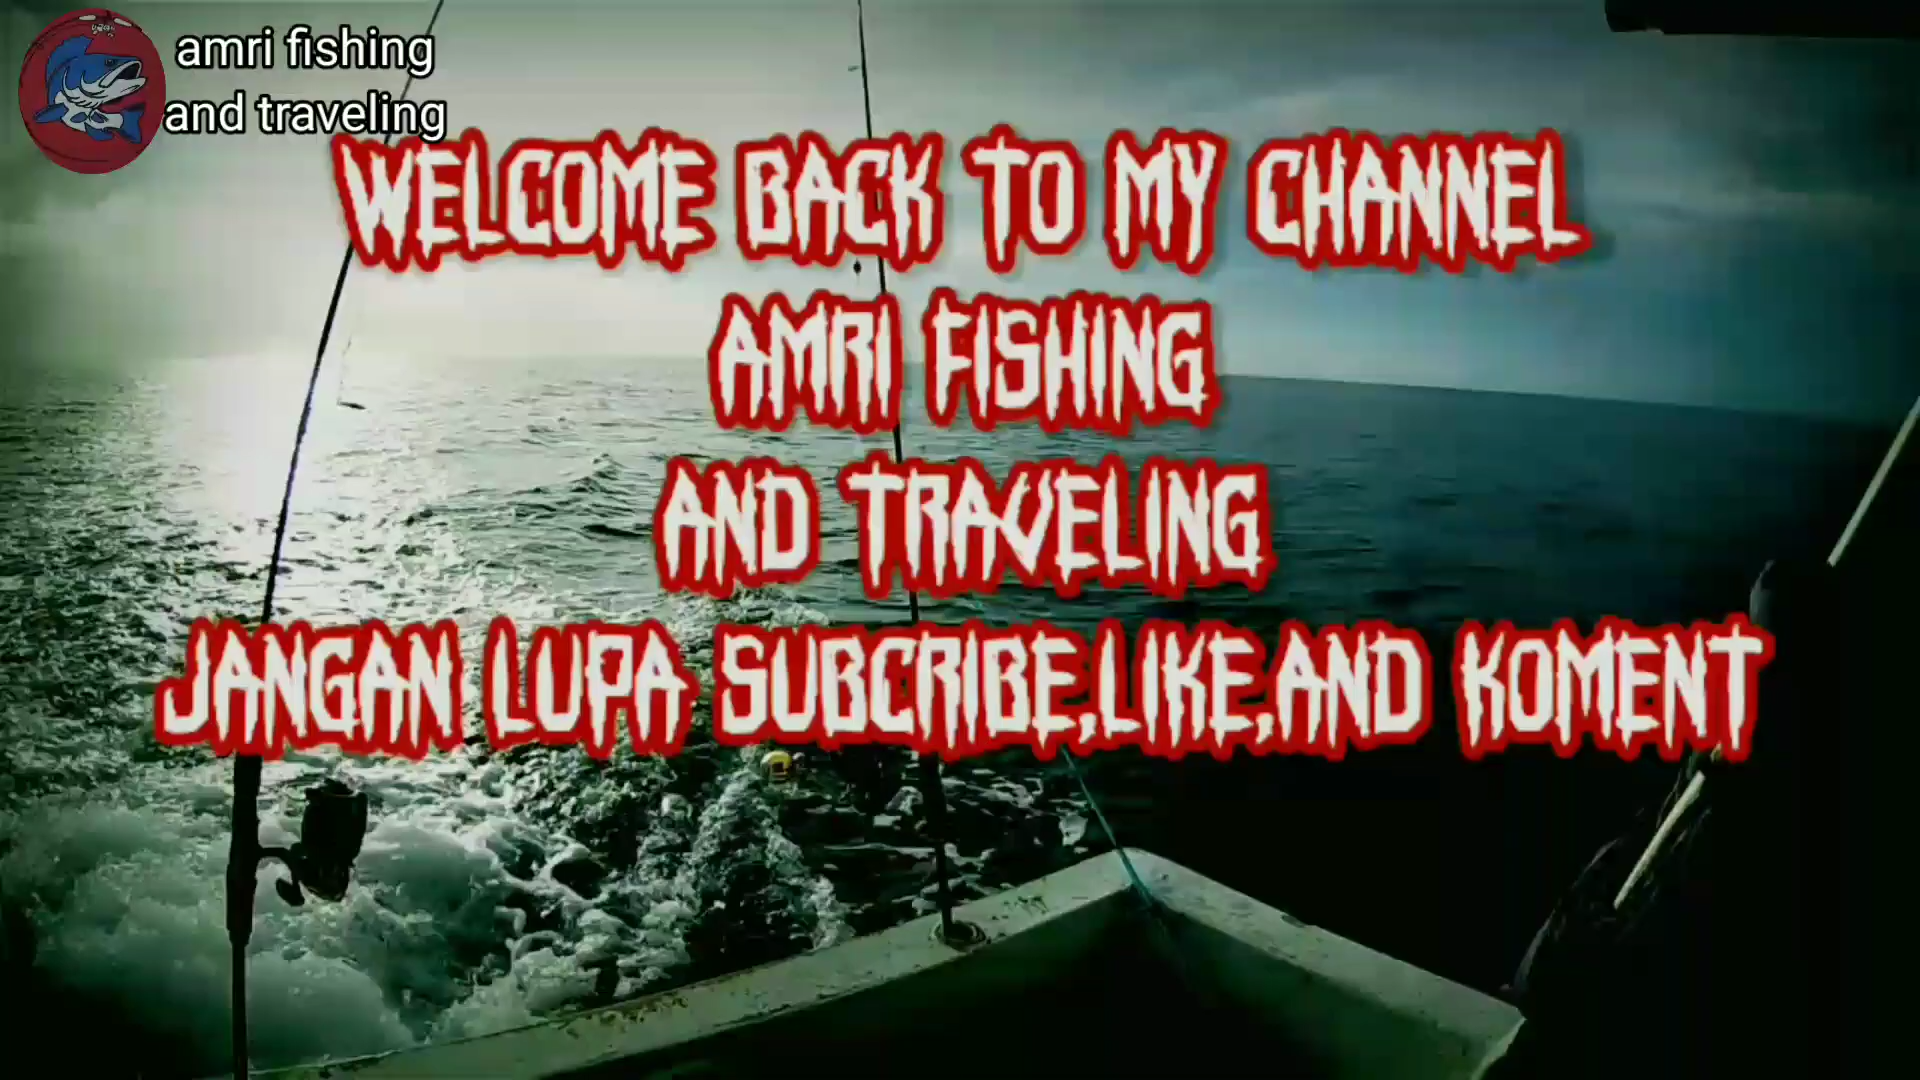 amri fishing
and traveling
WELCOME BACK TO MY CHANNEL
AMRI FISHING
AND TRAVELING
JANGAN LUPA SUBCRIBE,LIKE,AND KOMENT